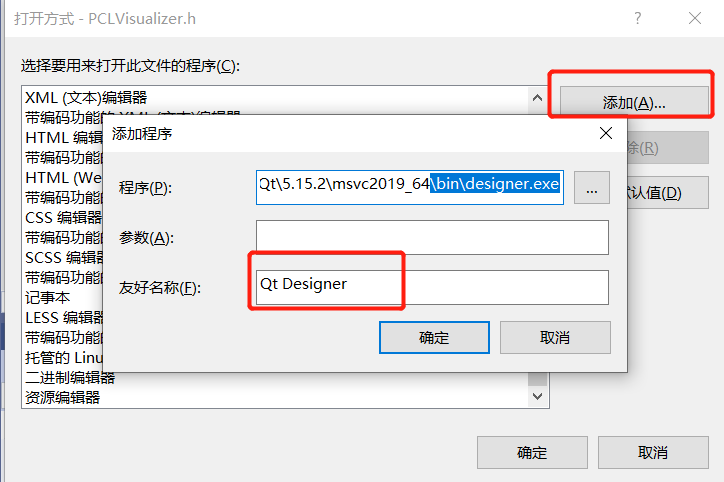 打开方式 - PCLVisualizer.h
选择要用来打开此文件的程序(C):
XML (文本)编辑器
带编码功能的 XML (文本)编辑器
HTML 编辑
带编码功能的
HTML (We
带编码功能的
CSS 编辑器
带编码功能的
SCSS 编辑
带编码功能的
记事本
LESS 编辑器
带编码功能的
托管的 Linu
二进制编辑器
资源编辑器
添加(A)...
除(R)
默认值(D)
添加程序
程序(P):
Qt\5.15.2\msvc2019_64\bin\designer.exe
...
参数(A):
友好名称(F):
Qt Designer
确定
取消
确定
取消